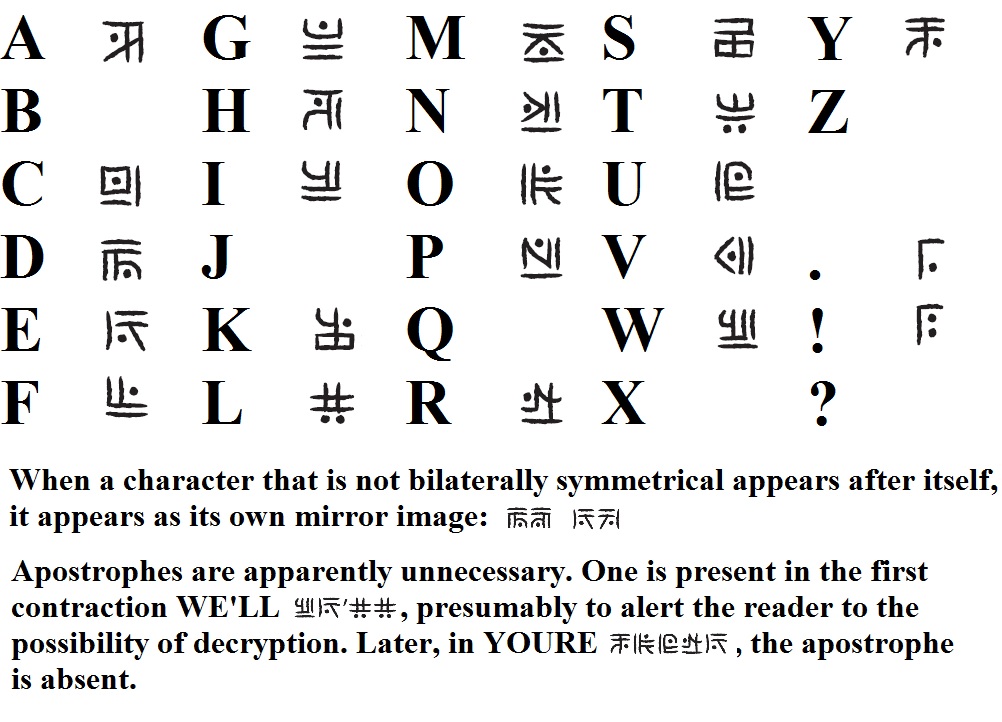 A G M S Y
B H N T Z
C I O U
D J P V .
E K Q W !
F L R X ?
When a character that is not bilaterally symmetrical appears after itself,
it appears as its own mirror image:
Apostrophes are apparently unnecessary. One is present in the first
contraction WE'LL , presumably to alert the reader to the
possibility of decryption. Later, in YOURE , the apostrophe
is absent.